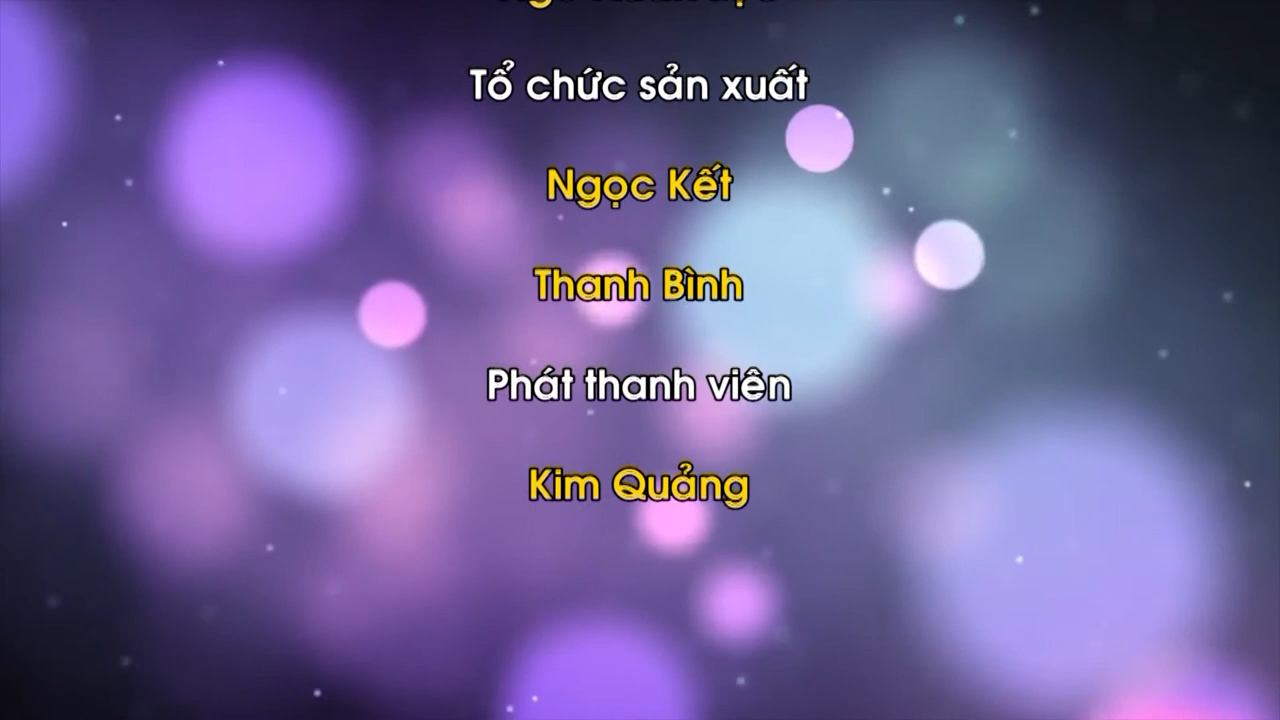 Tổ chức sản xuất
Ngọc Kết
Thanh Bình
Phát thanh viên
Kim Quảng